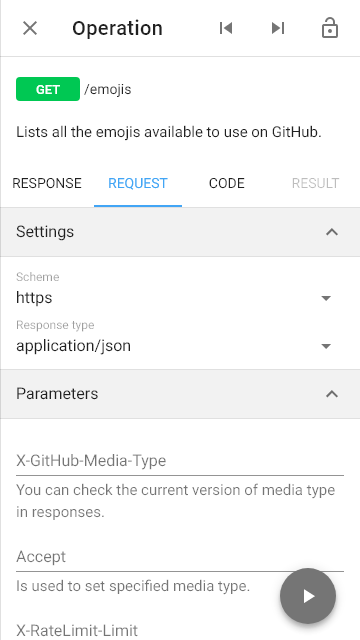 Operation
GET /emojis
Lists all the emojis available to use on GitHub.
RESPONSE REQUEST CODE RESULT
Settings
Scheme
https
Response type
application/json
Parameters
X-GitHub-Media-Type
You can check the current version of media type
in responses.
Accept
Is used to set specified media type.
X-RateLimit-Limit